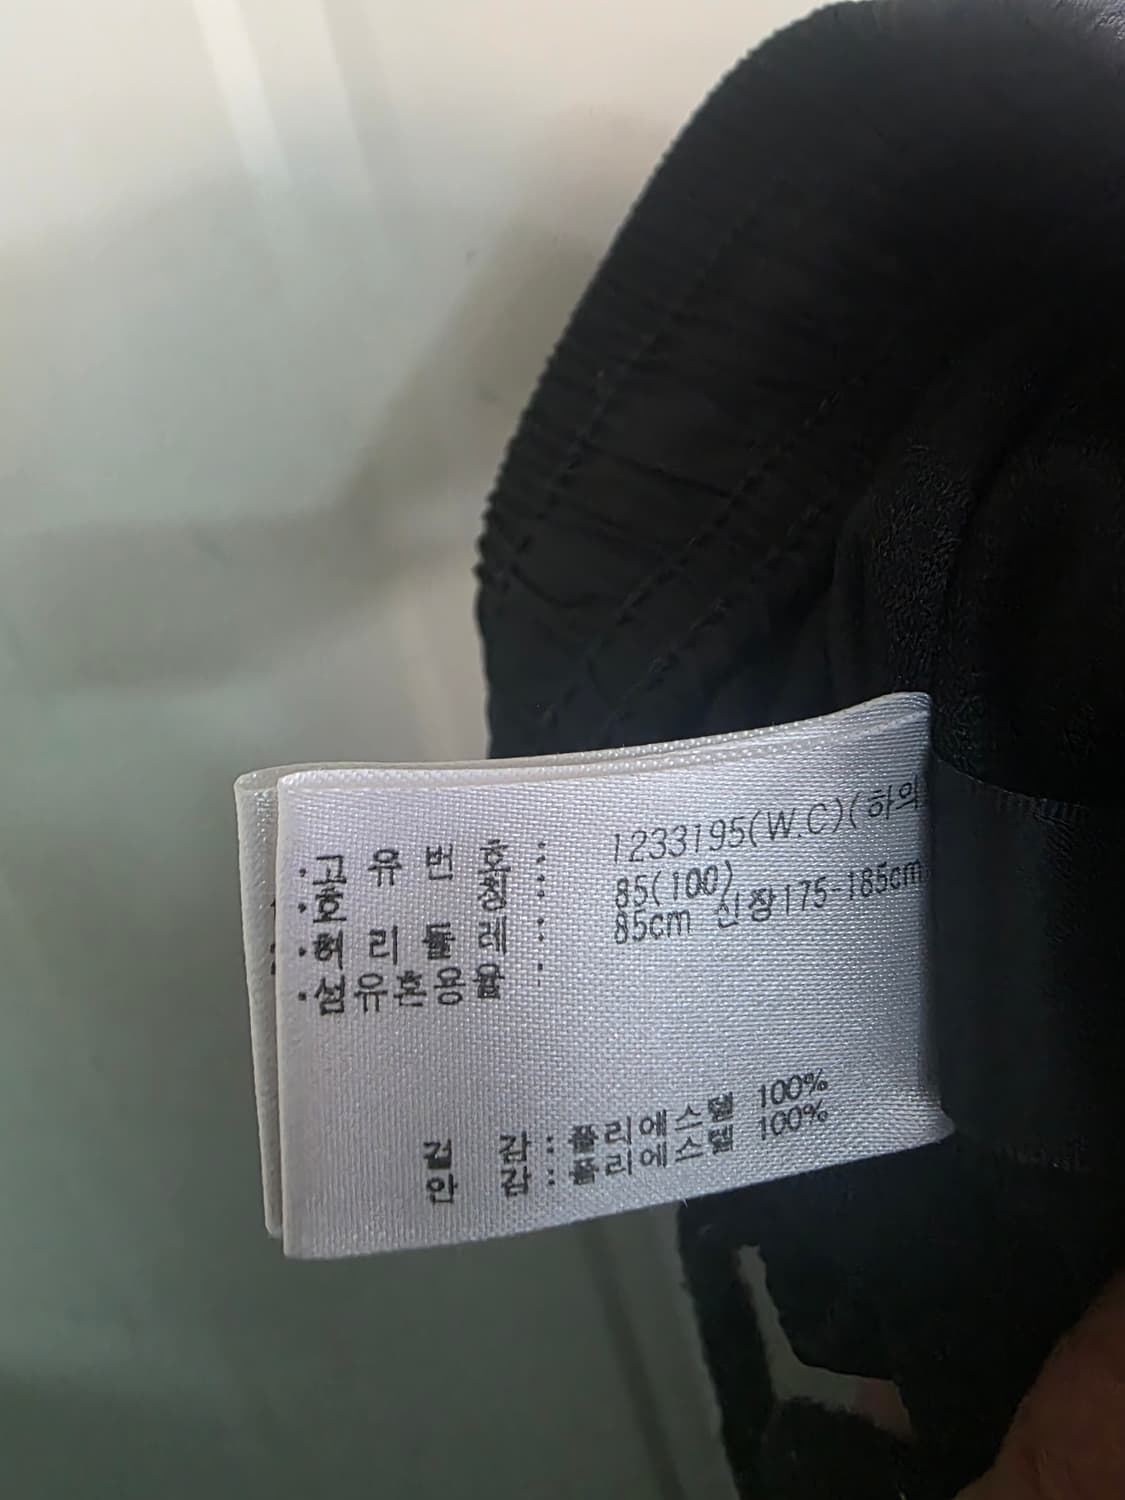 ·고 유 번 호 : 1233195(W.C)(하의
·호 칭 : 85(100)
·허 리 둘 레 : 85cm 신장175-185cm
·섬유혼용율 :
겉 감 : 폴리에스텔 100%
안 감 : 폴리에스텔 100%